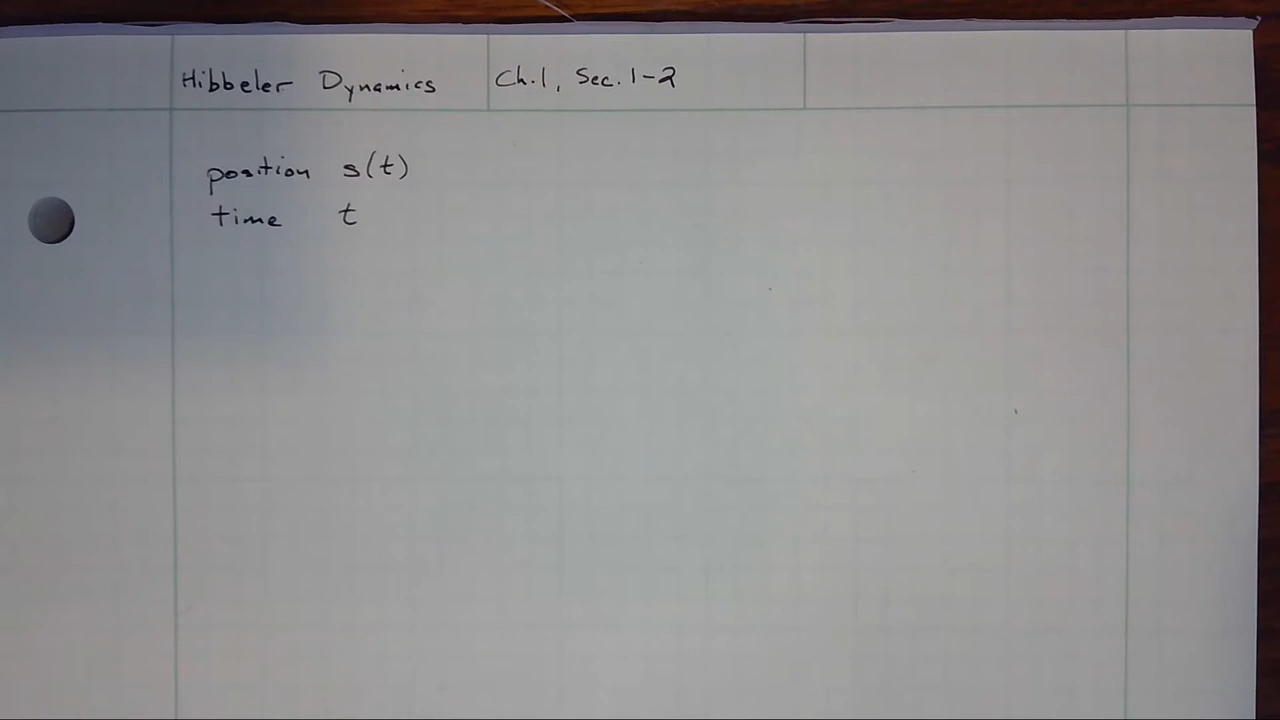 Hibbeler Dynamics
Ch.1, Sec. 1-2
position s(t)
time t